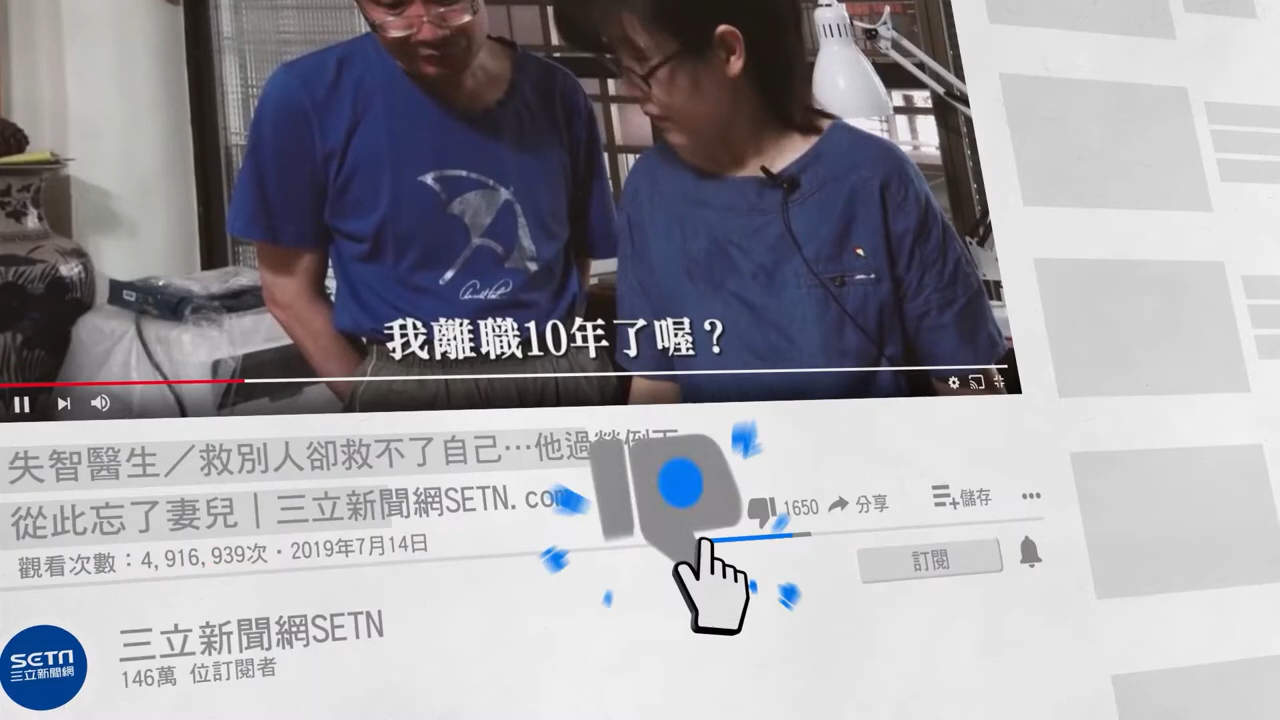 我離職10年了喔？
失智醫生／救別人卻救不了自己…他過勞倒下
從此忘了妻兒｜三立新聞網SETN.com
1650
分享
儲存
觀看次數：4,916,939次・2019年7月14日
訂閱
SETN
三立新聞網
三立新聞網SETN
146萬 位訂閱者